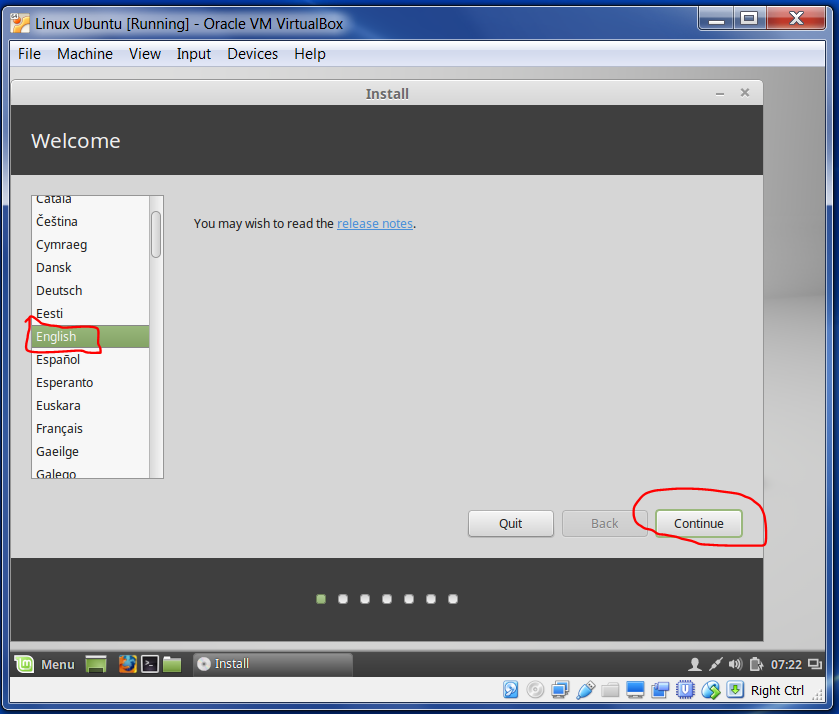 Linux Ubuntu [Running] - Oracle VM VirtualBox
File Machine View Input Devices Help
Install
Welcome
Català
Čeština
Cymraeg
Dansk
Deutsch
Eesti
English
Español
Esperanto
Euskara
Français
Gaeilge
Galego
You may wish to read the release notes.
Quit Back Continue
Menu Install 07:22
Right Ctrl